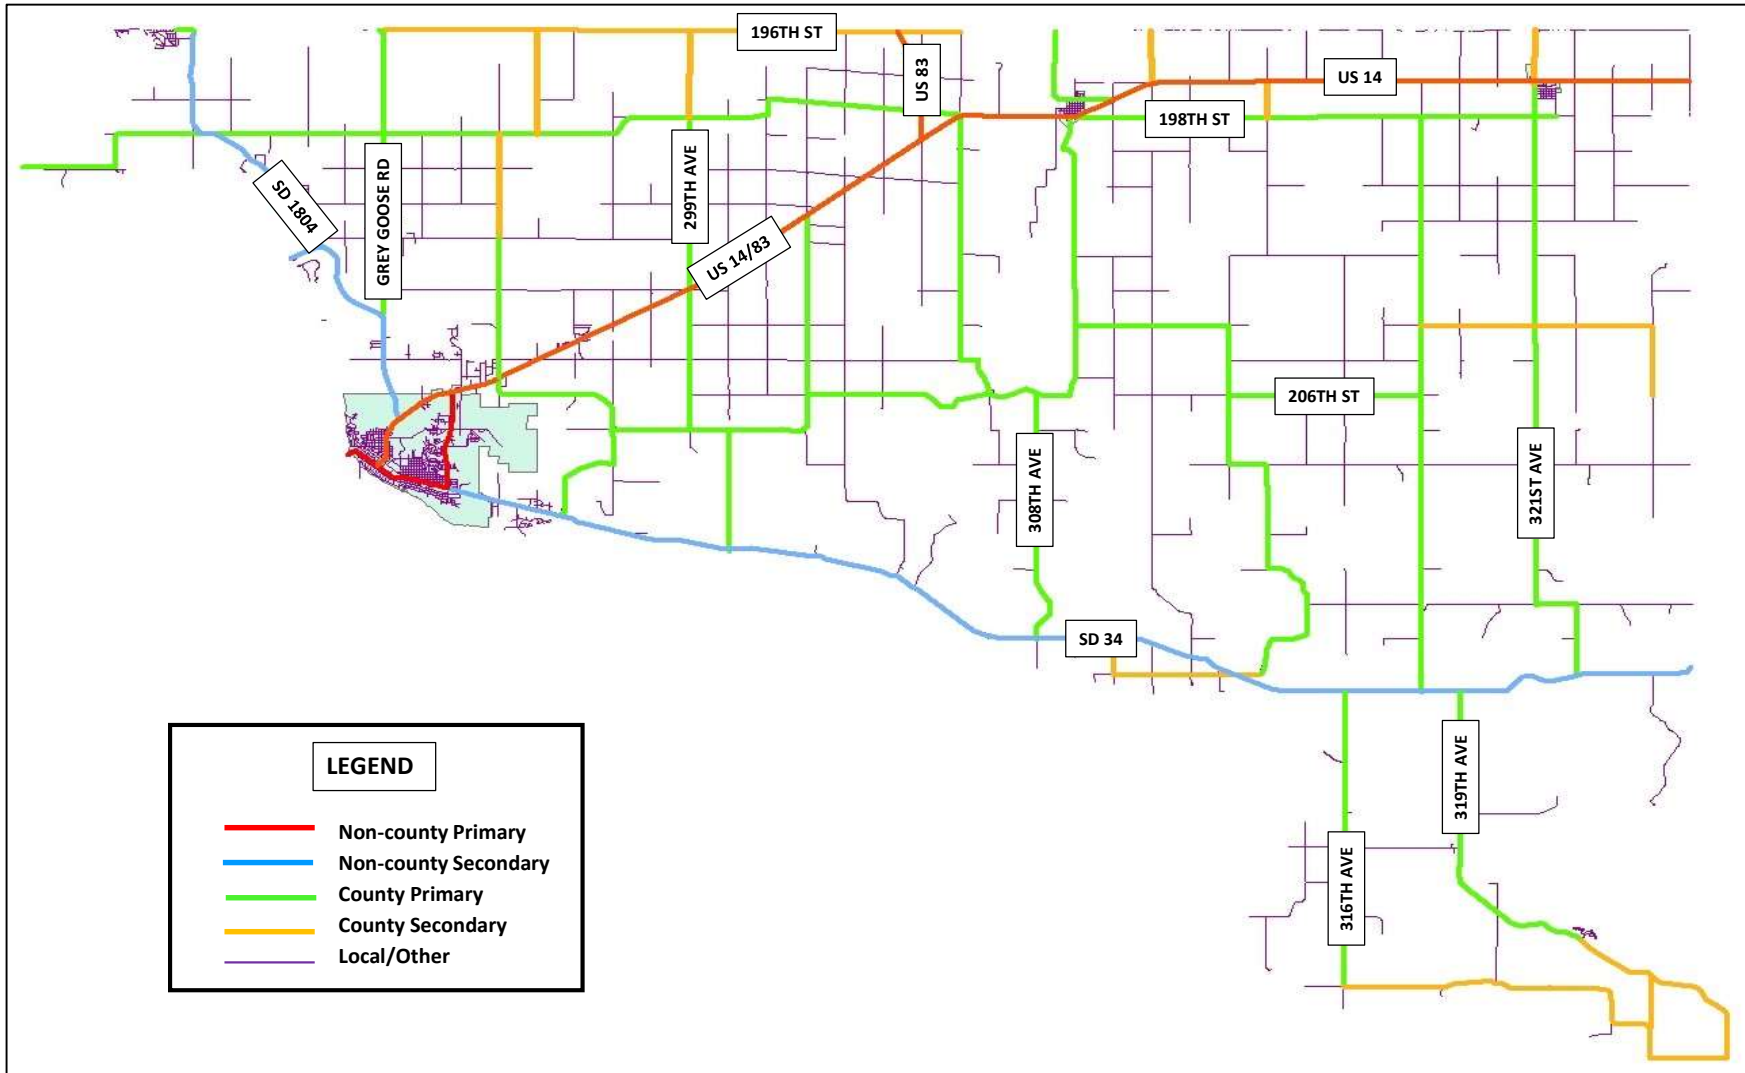 196TH ST
US 83
US 14
198TH ST
SD 1804
GREY GOOSE RD
299TH AVE
US 14/83
206TH ST
308TH AVE
321ST AVE
SD 34
319TH AVE
316TH AVE
LEGEND
Non-county Primary
Non-county Secondary
County Primary
County Secondary
Local/Other